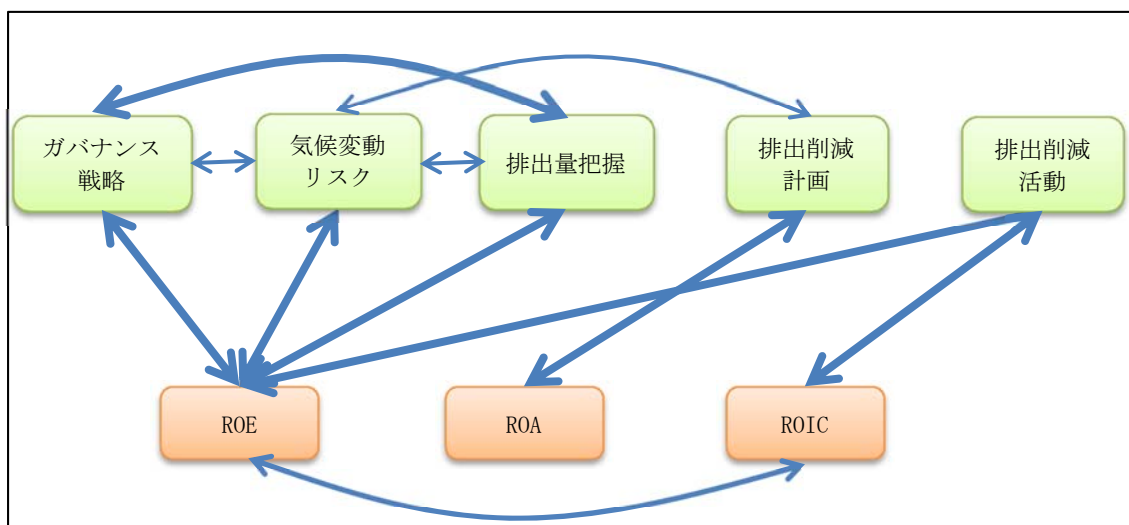 ガバナンス
戦略
気候変動
リスク
排出量把握
排出削減
計画
排出削減
活動
ROE
ROA
ROIC